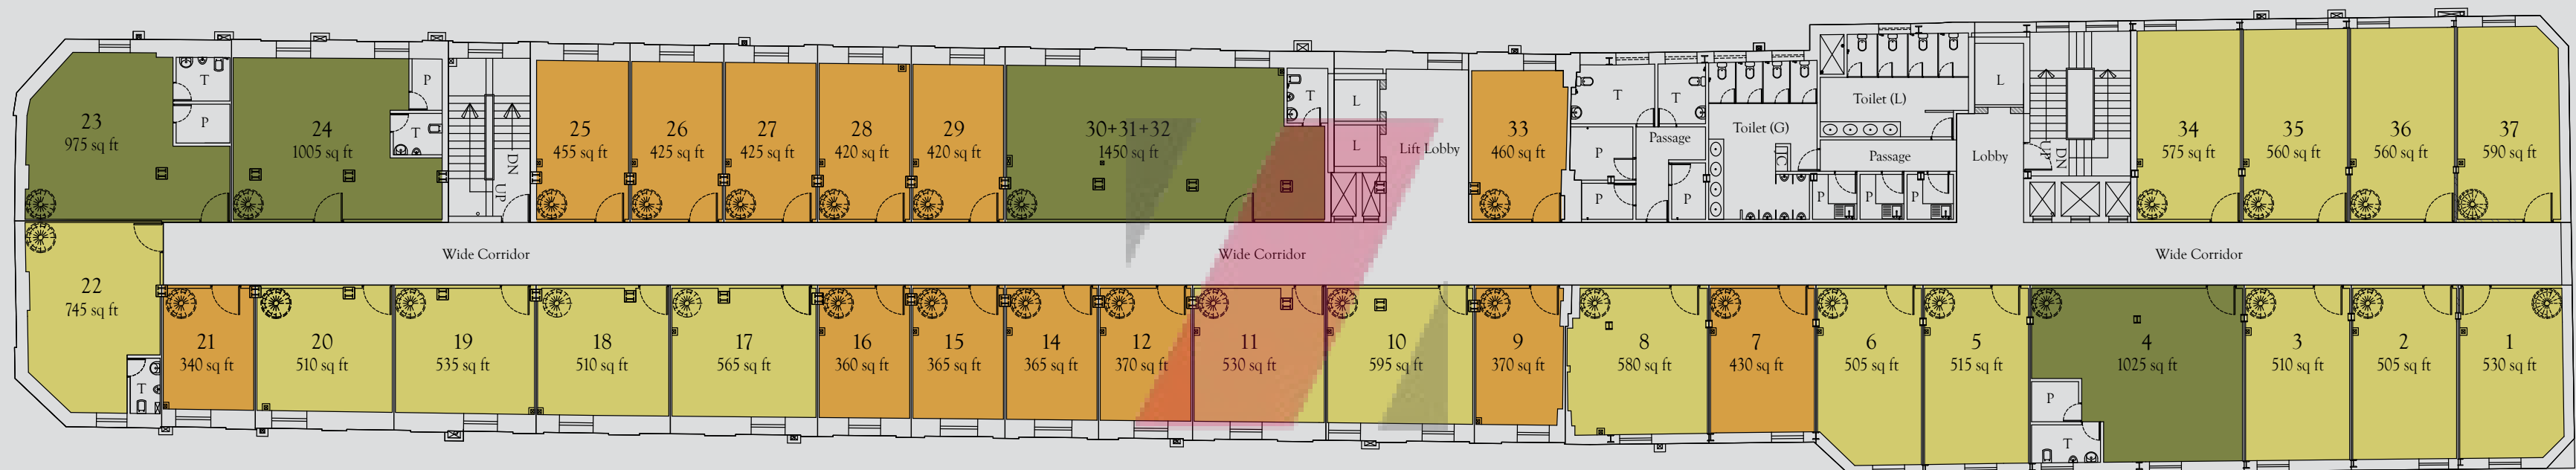 23
975 sq ft
T
P
24
1005 sq ft
P
T
DN
UP
25
455 sq ft
26
425 sq ft
27
425 sq ft
28
420 sq ft
29
420 sq ft
30+31+32
1450 sq ft
T
L
L
Lift Lobby
33
460 sq ft
T
T
P
P
Passage
P
Toilet (G)
Toilet (L)
Passage
P
P
P
L
Lobby
UP
DN
34
575 sq ft
35
560 sq ft
36
560 sq ft
37
590 sq ft
Wide Corridor
Wide Corridor
Wide Corridor
22
745 sq ft
T
21
340 sq ft
20
510 sq ft
19
535 sq ft
18
510 sq ft
17
565 sq ft
16
360 sq ft
15
365 sq ft
14
365 sq ft
12
370 sq ft
11
530 sq ft
10
595 sq ft
9
370 sq ft
8
580 sq ft
7
430 sq ft
6
505 sq ft
5
515 sq ft
4
1025 sq ft
P
T
3
510 sq ft
2
505 sq ft
1
530 sq ft